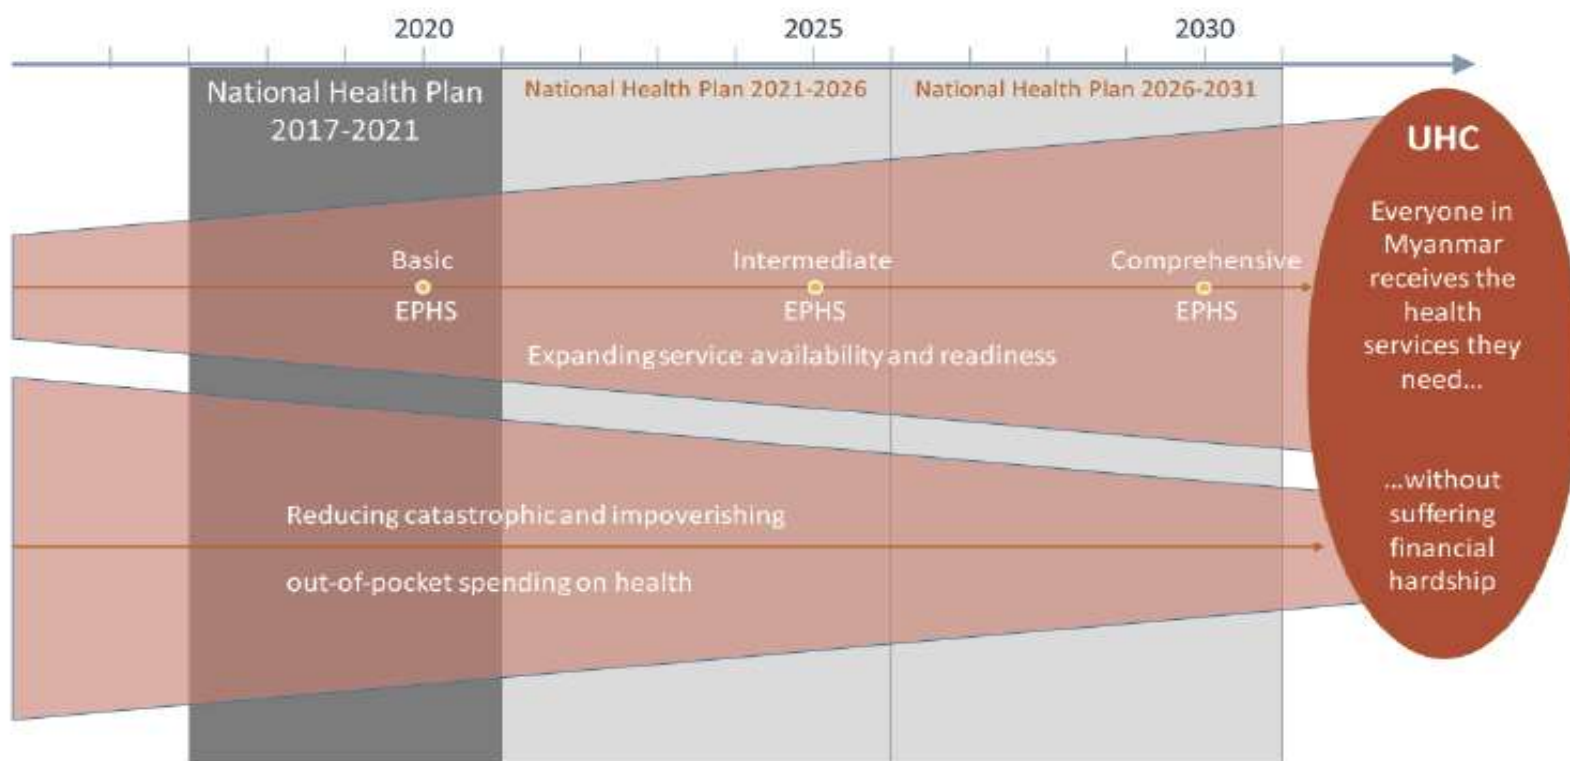 2020
2025
2030
National Health Plan
2017-2021
National Health Plan 2021-2026
National Health Plan 2026-2031
Basic
EPHS
Intermediate
EPHS
Comprehensive
EPHS
Expanding service availability and readiness
Reducing catastrophic and impoverishing
out-of-pocket spending on health
UHC
Everyone in
Myanmar
receives the
health
services they
need...
...without
suffering
financial
hardship